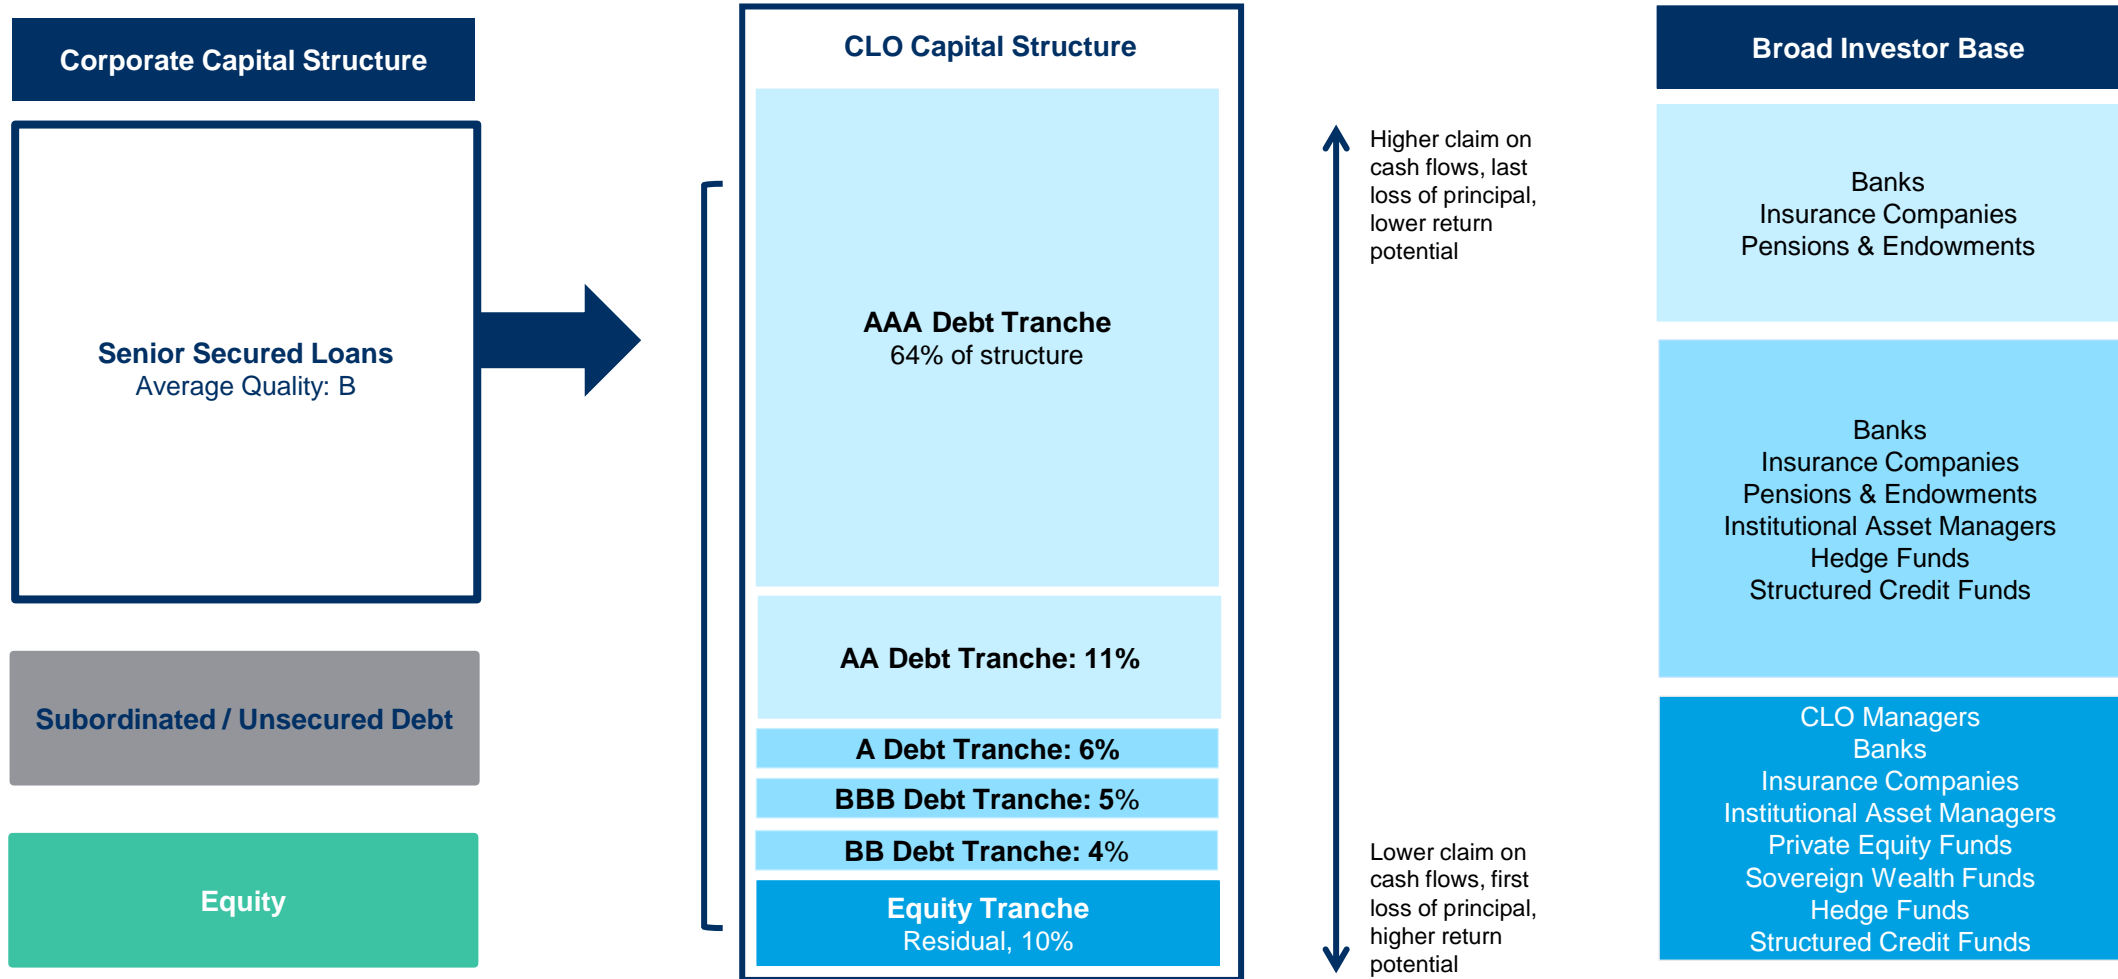 Corporate Capital Structure
Senior Secured Loans
Average Quality: B
Subordinated / Unsecured Debt
Equity
CLO Capital Structure
AAA Debt Tranche
64% of structure
AA Debt Tranche: 11%
A Debt Tranche: 6%
BBB Debt Tranche: 5%
BB Debt Tranche: 4%
Equity Tranche
Residual, 10%
Higher claim on
cash flows, last
loss of principal,
lower return
potential
Lower claim on
cash flows, first
loss of principal,
higher return
potential
Broad Investor Base
Banks
Insurance Companies
Pensions & Endowments
Banks
Insurance Companies
Pensions & Endowments
Institutional Asset Managers
Hedge Funds
Structured Credit Funds
CLO Managers
Banks
Insurance Companies
Institutional Asset Managers
Private Equity Funds
Sovereign Wealth Funds
Hedge Funds
Structured Credit Funds